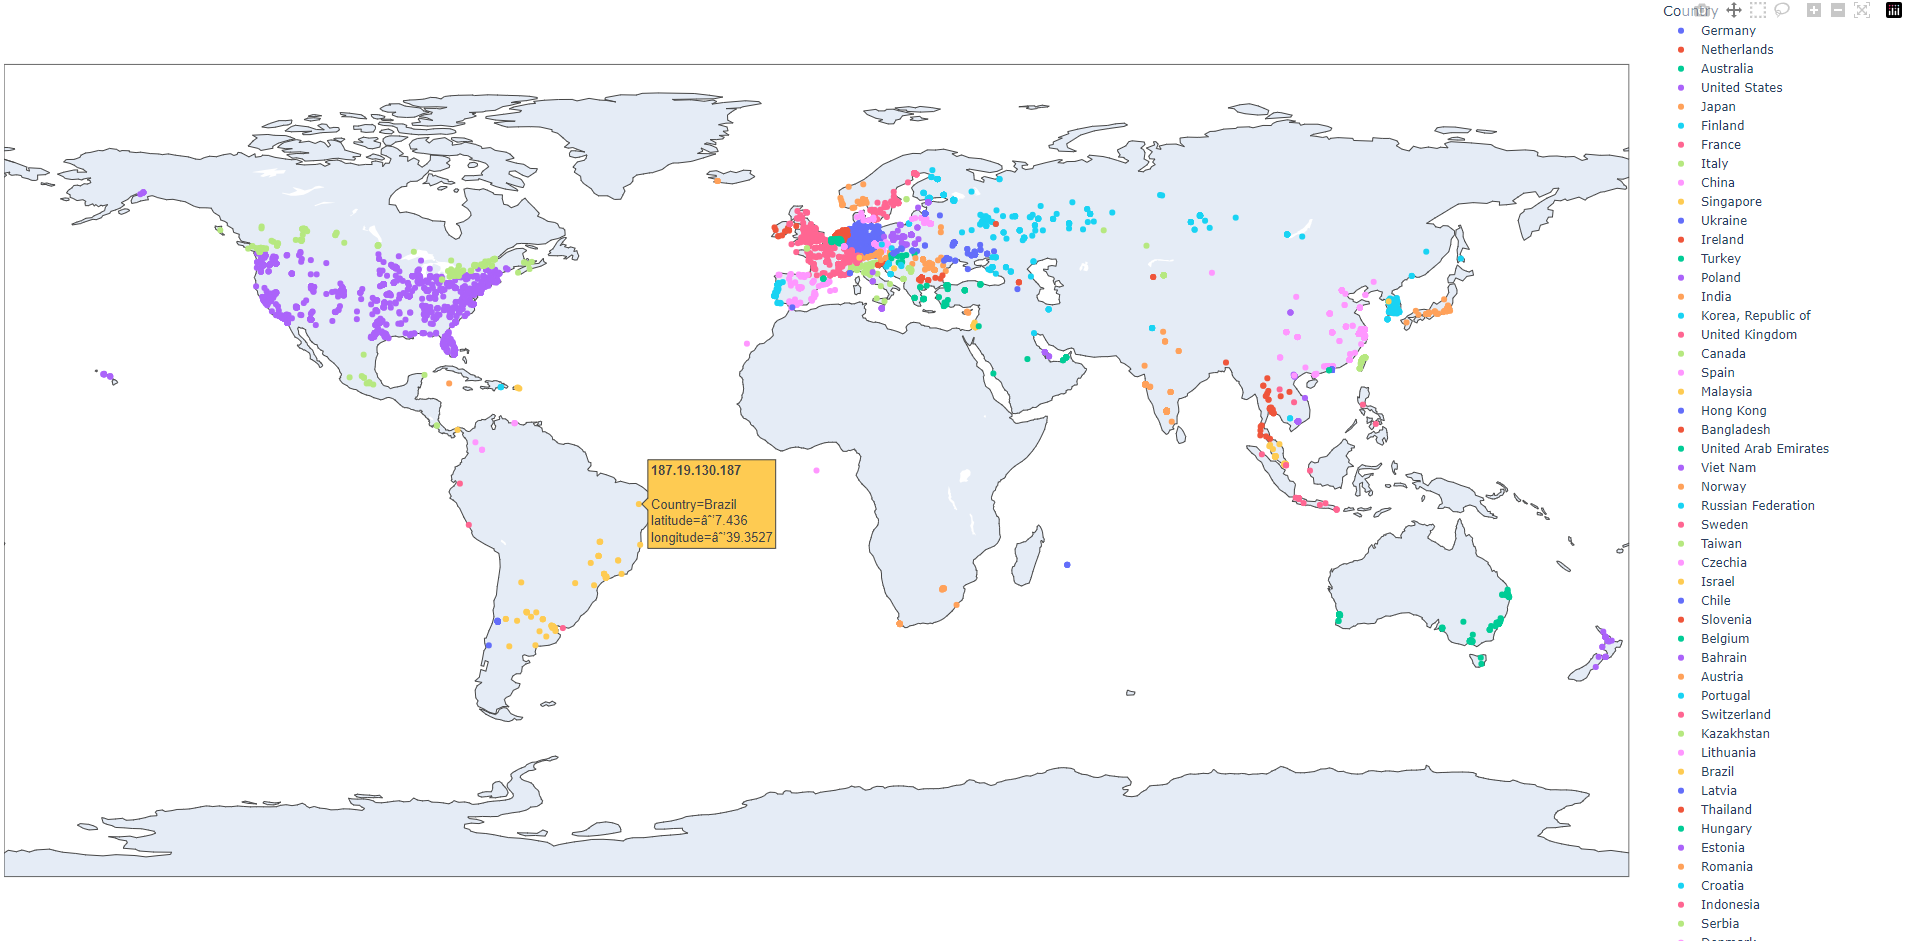 Country
Germany
Netherlands
Australia
United States
Japan
Finland
France
Italy
China
Singapore
Ukraine
Ireland
Turkey
Poland
India
Korea, Republic of
United Kingdom
Canada
Spain
Malaysia
Hong Kong
Bangladesh
United Arab Emirates
Viet Nam
Norway
Russian Federation
Sweden
Taiwan
Czechia
Israel
Chile
Slovenia
Belgium
Bahrain
Austria
Portugal
Switzerland
Kazakhstan
Lithuania
Brazil
Latvia
Thailand
Hungary
Estonia
Romania
Croatia
Indonesia
Serbia
187.19.130.187
Country=Brazil
latitude=âˆ'7.436
longitude=âˆ'39.3527